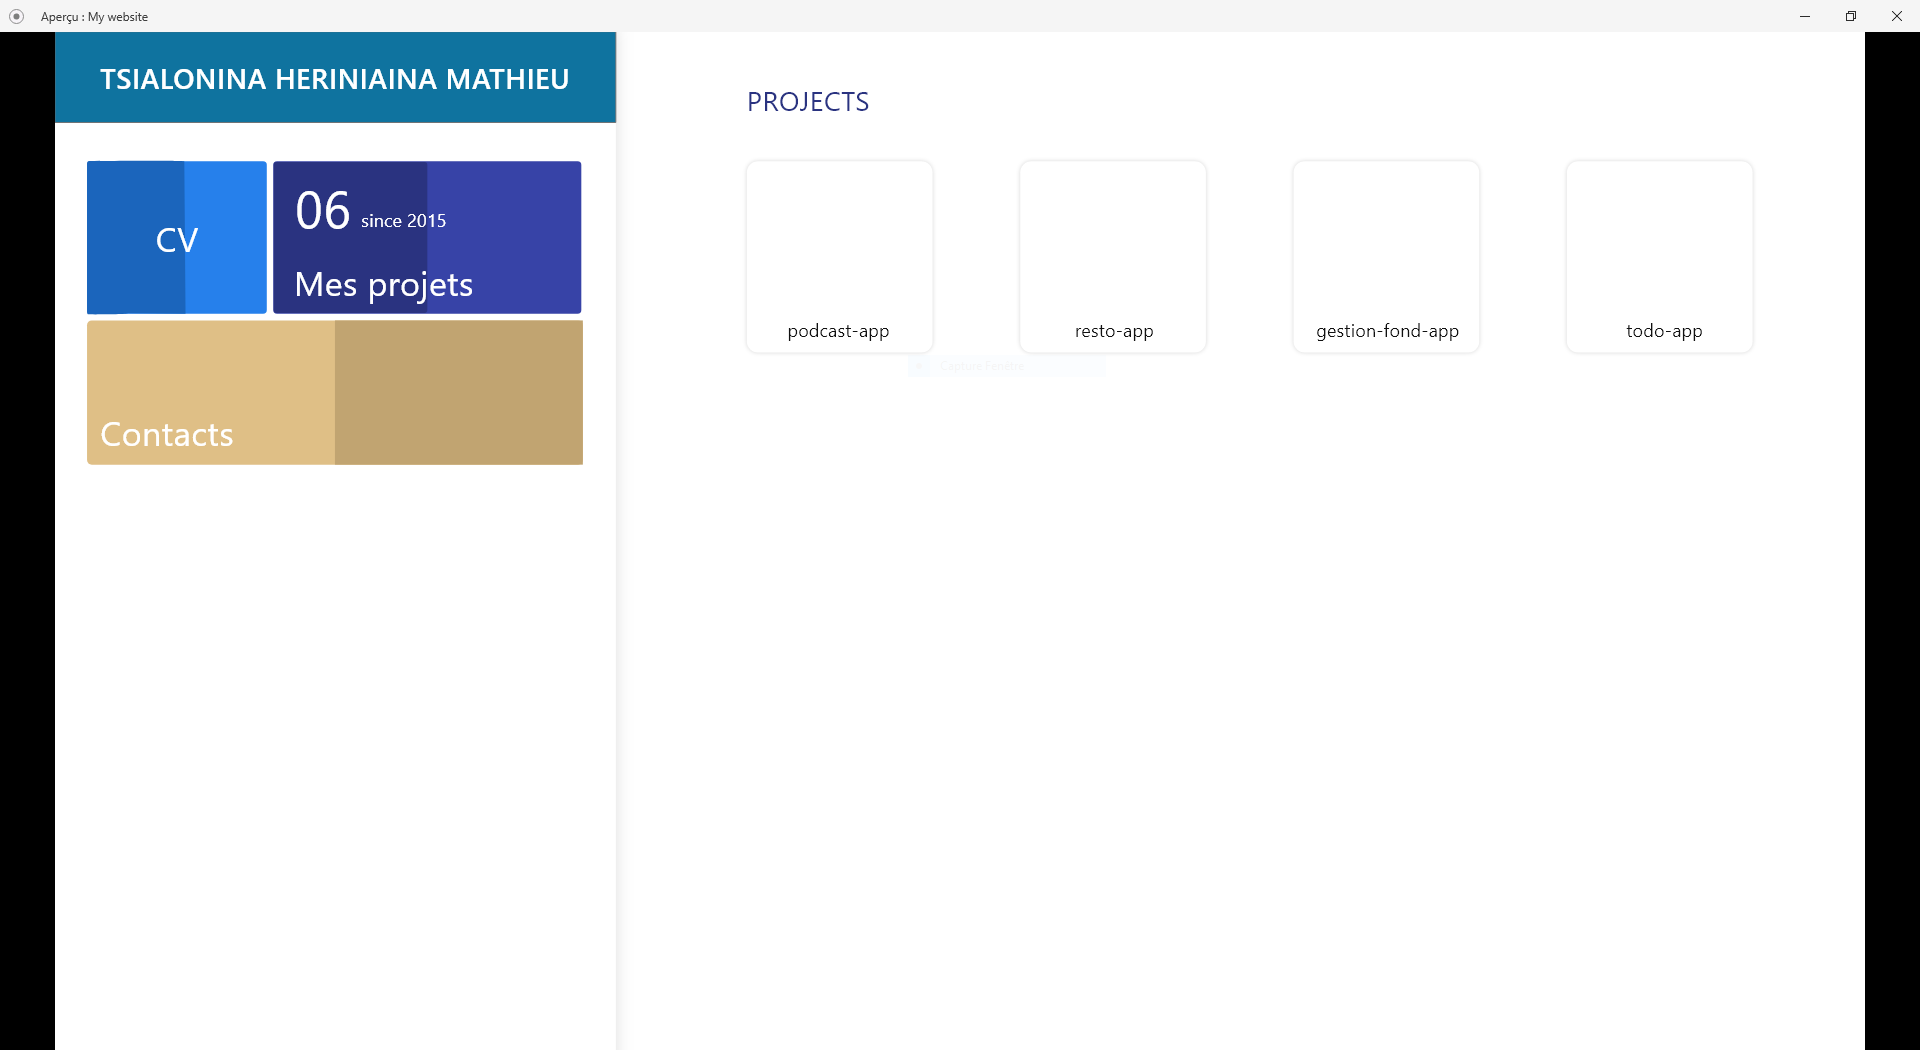 Aperçu : My website
TSIALONINA HERINIAINA MATHIEU
CV
06 since 2015
Mes projets
Contacts
PROJECTS
podcast-app
resto-app
gestion-fond-app
todo-app